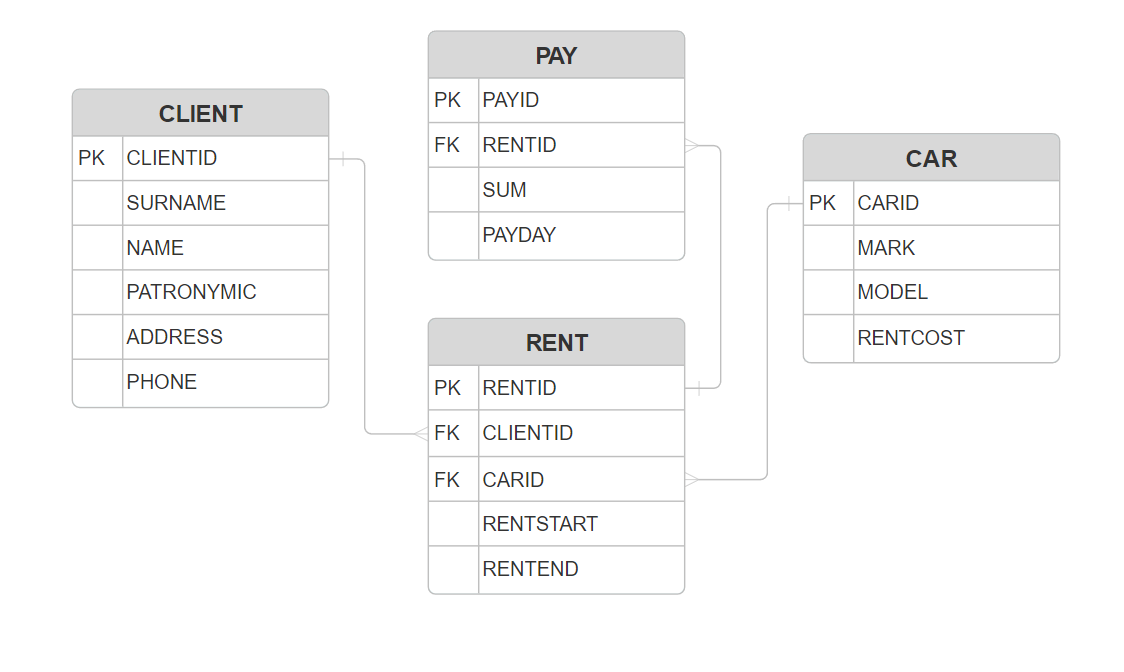 CLIENT
PK CLIENTID
SURNAME
NAME
PATRONYMIC
ADDRESS
PHONE
PAY
PK PAYID
FK RENTID
SUM
PAYDAY
RENT
PK RENTID
FK CLIENTID
FK CARID
RENTSTART
RENTEND
CAR
PK CARID
MARK
MODEL
RENTCOST